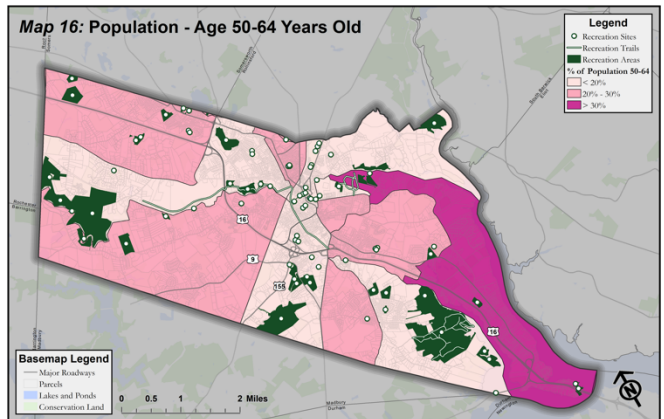 Map 16: Population - Age 50-64 Years Old
Legend
Recreation Sites
Recreation Trails
Recreation Areas
% of Population 50-64
< 20%
20% - 30%
> 30%
16
9
155
16
Basemap Legend
Major Roadways
Parcels
Lakes and Ponds
Conservation Land
0 0.5 1 2 Miles
Madbury
Durham
N